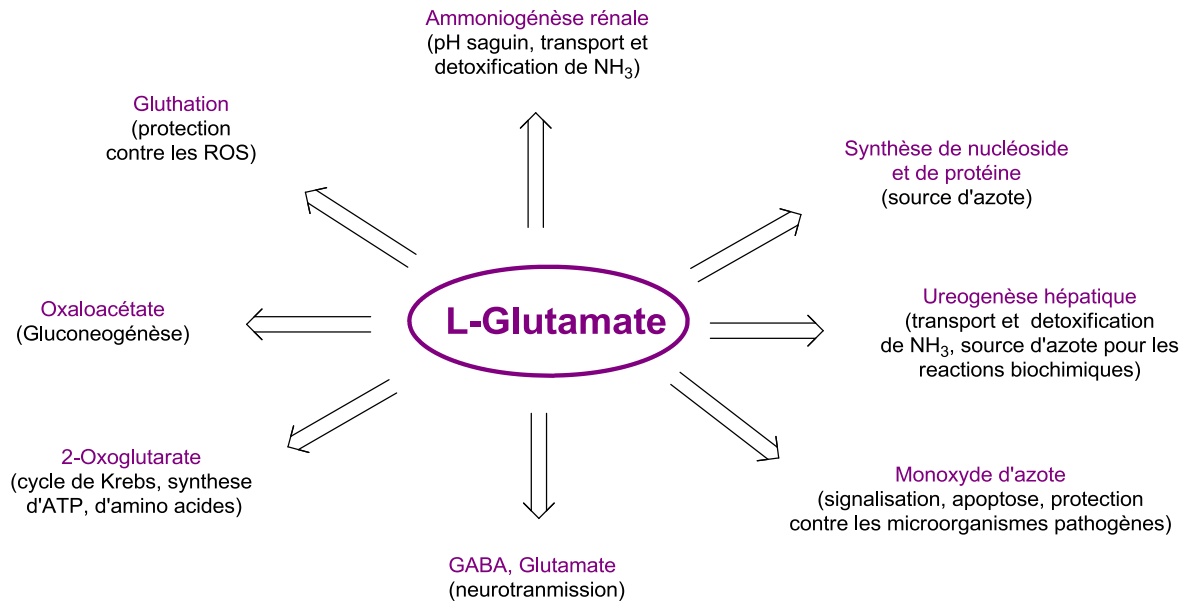 Ammoniogénèse rénale
(pH saguin, transport et
detoxification de NH₃)
Gluthation
(protection
contre les ROS)
Synthèse de nucléoside
et de protéine
(source d'azote)
Oxaloacétate
(Gluconeogénèse)
L-Glutamate
Ureogenèse hépatique
(transport et detoxification
de NH₃, source d'azote pour les
reactions biochimiques)
2-Oxoglutarate
(cycle de Krebs, synthese
d'ATP, d'amino acides)
Monoxyde d'azote
(signalisation, apoptose, protection
contre les microorganismes pathogènes)
GABA, Glutamate
(neurotranmission)